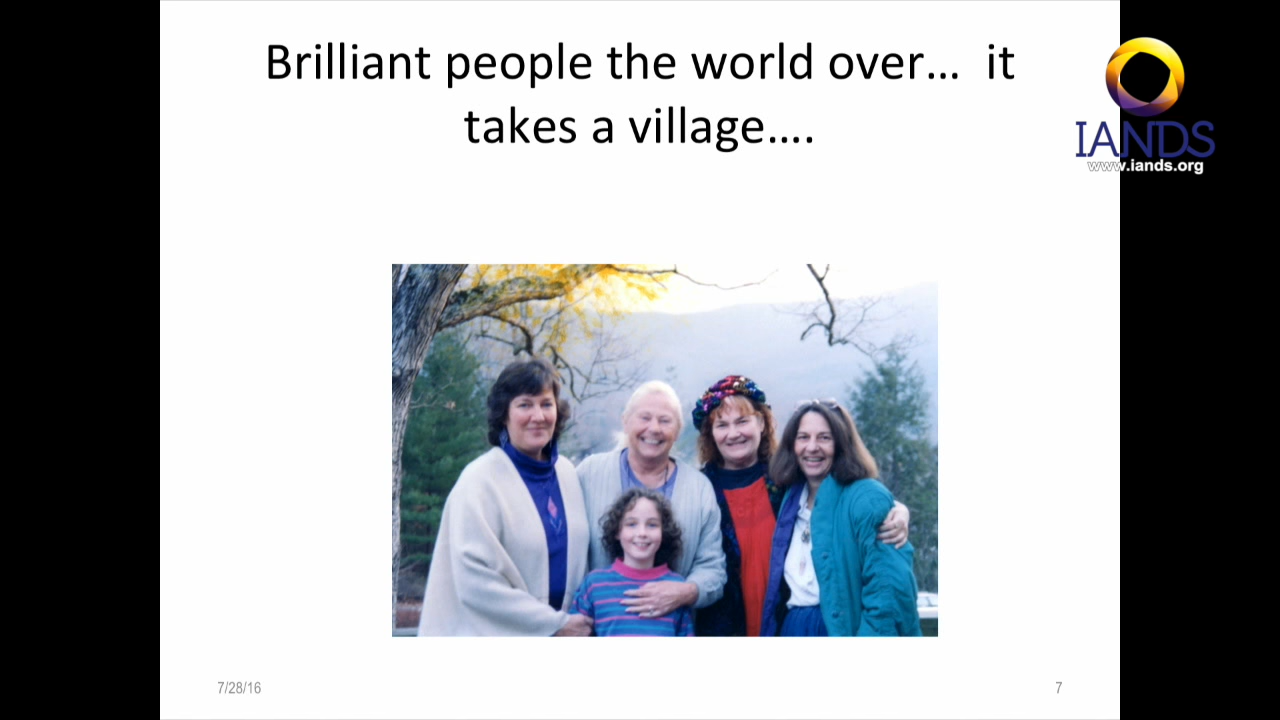 Brilliant people the world over... it
takes a village....
IANDS
www.iands.org
7/28/16
7